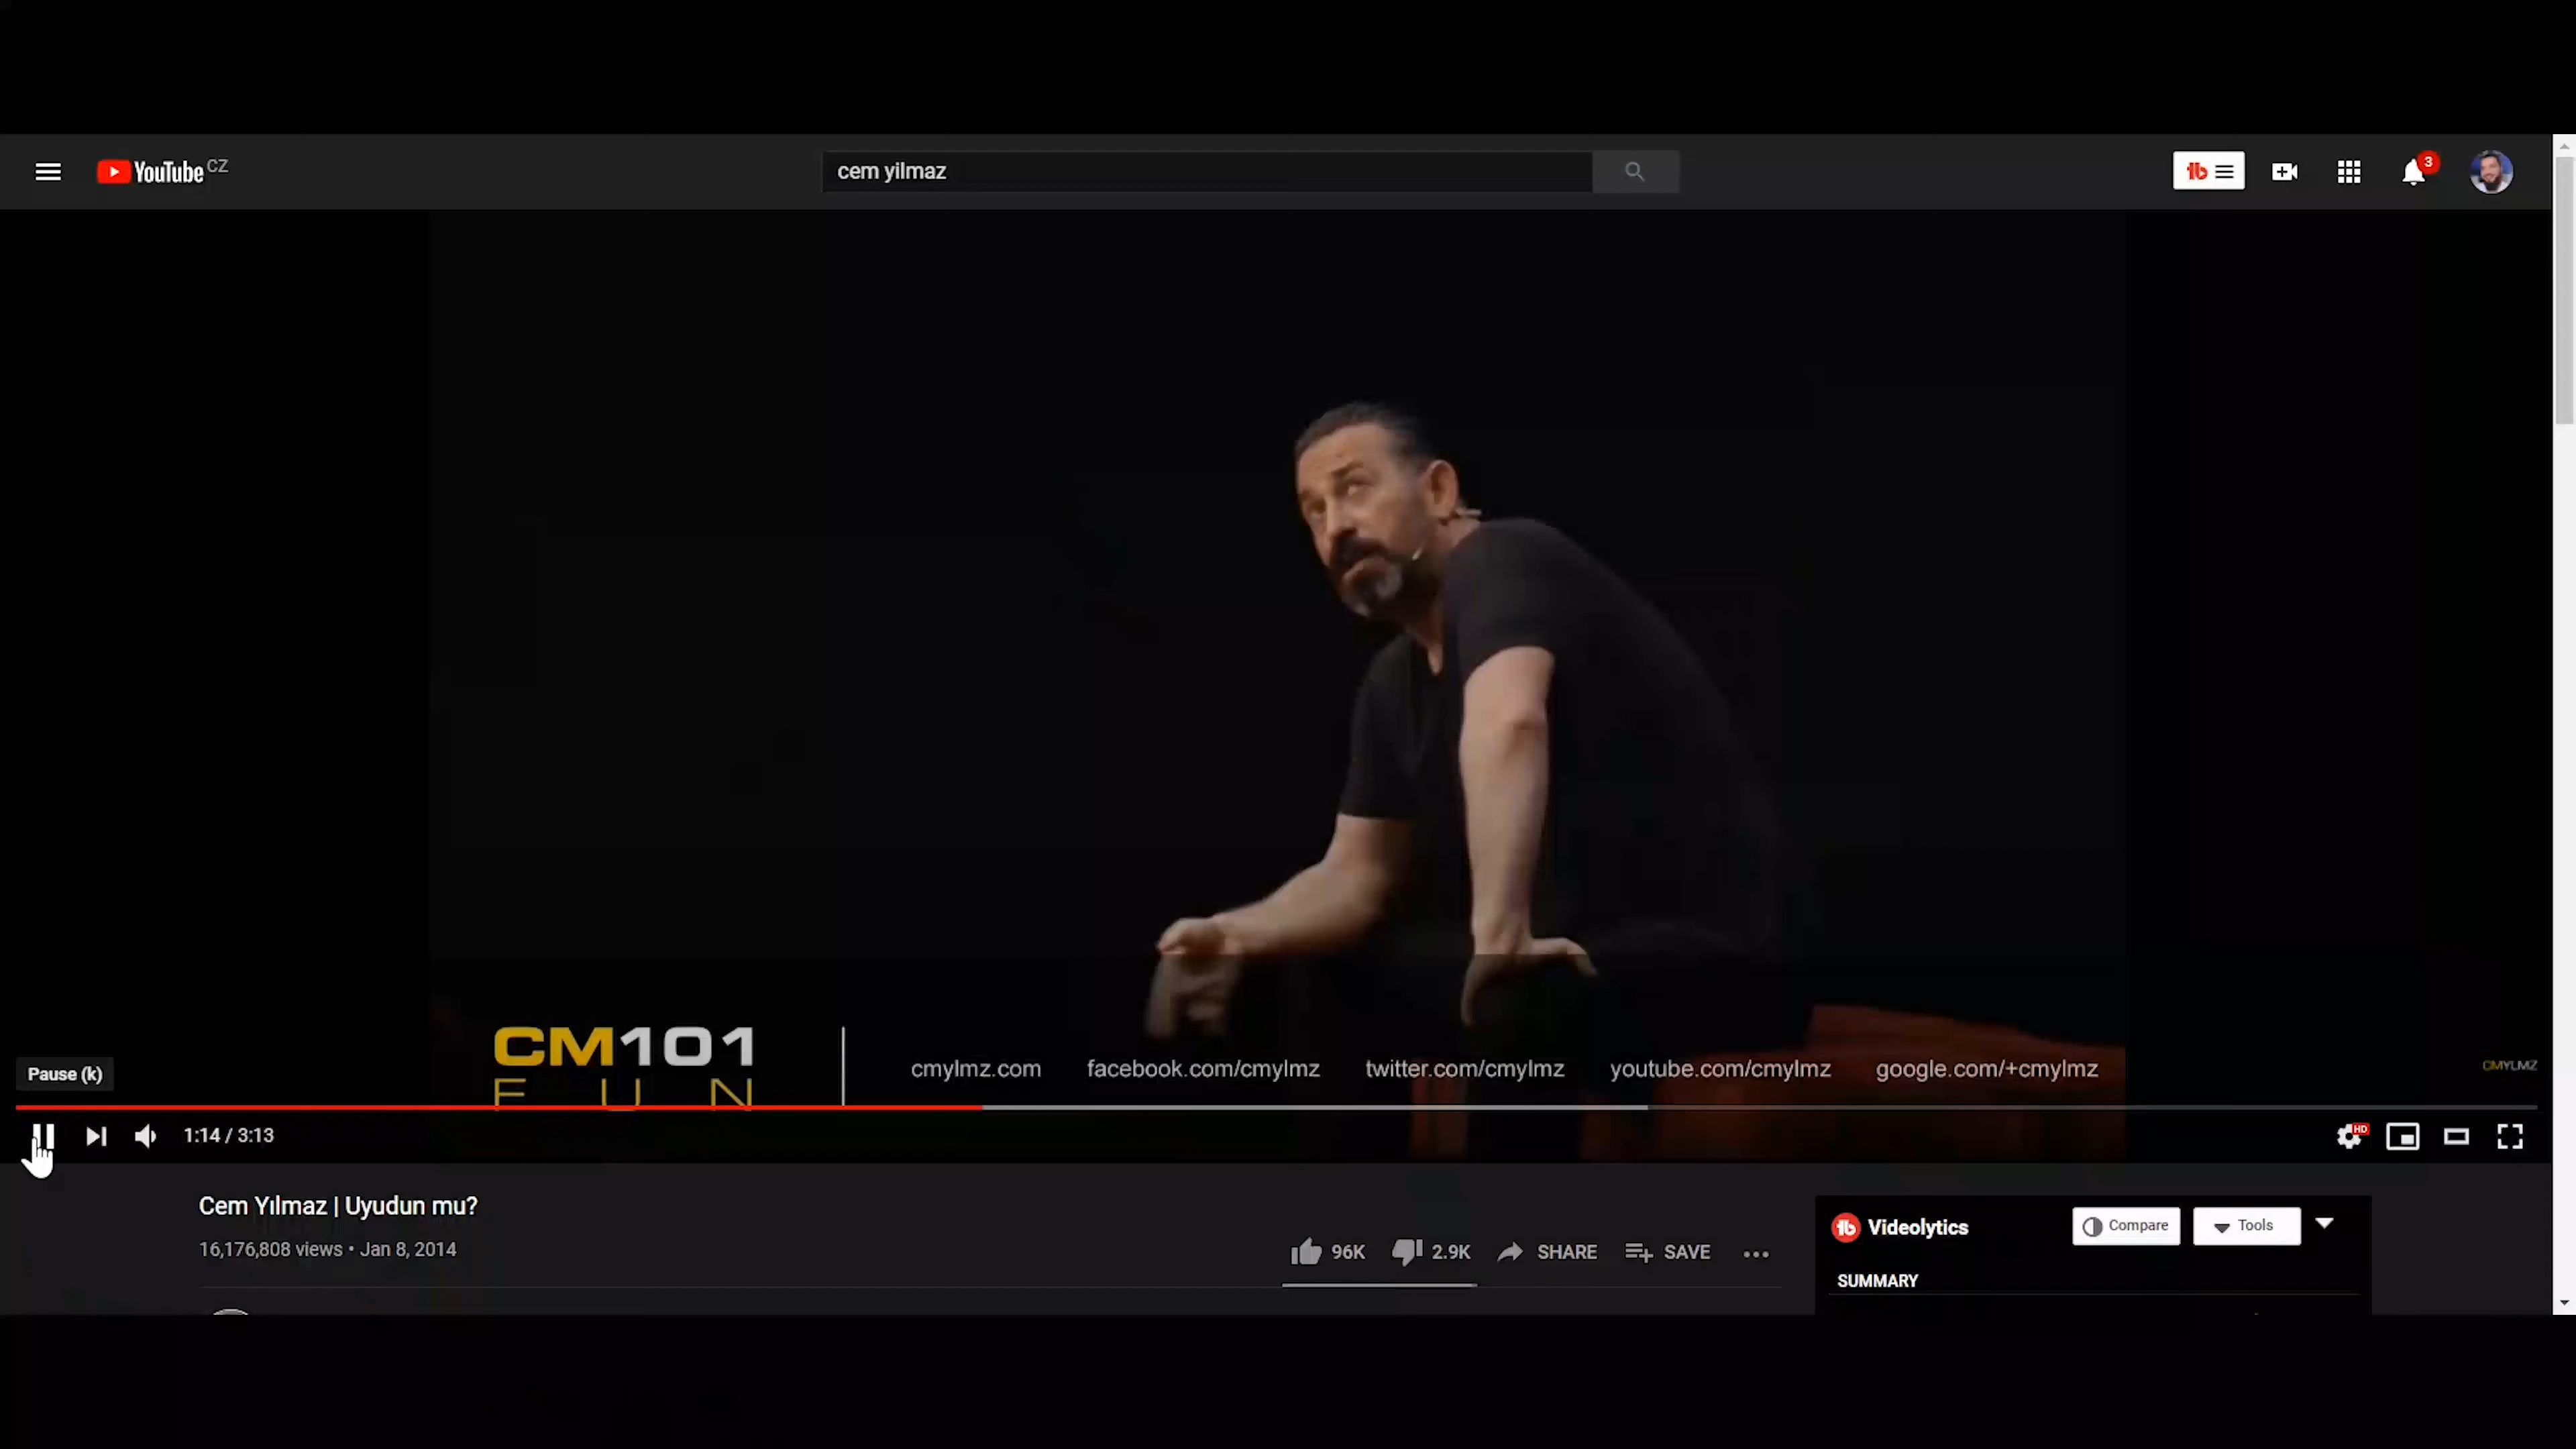 YouTube CZ
cem yilmaz
3
CM101
FUN
cmylmz.com facebook.com/cmylmz twitter.com/cmylmz youtube.com/cmylmz google.com/+cmylmz
CMYLMZ
Pause (k)
1:14 / 3:13
HD
Cem Yılmaz | Uyudun mu?
16,176,808 views • Jan 8, 2014
96K 2.9K SHARE SAVE
Videolytics Compare Tools
SUMMARY